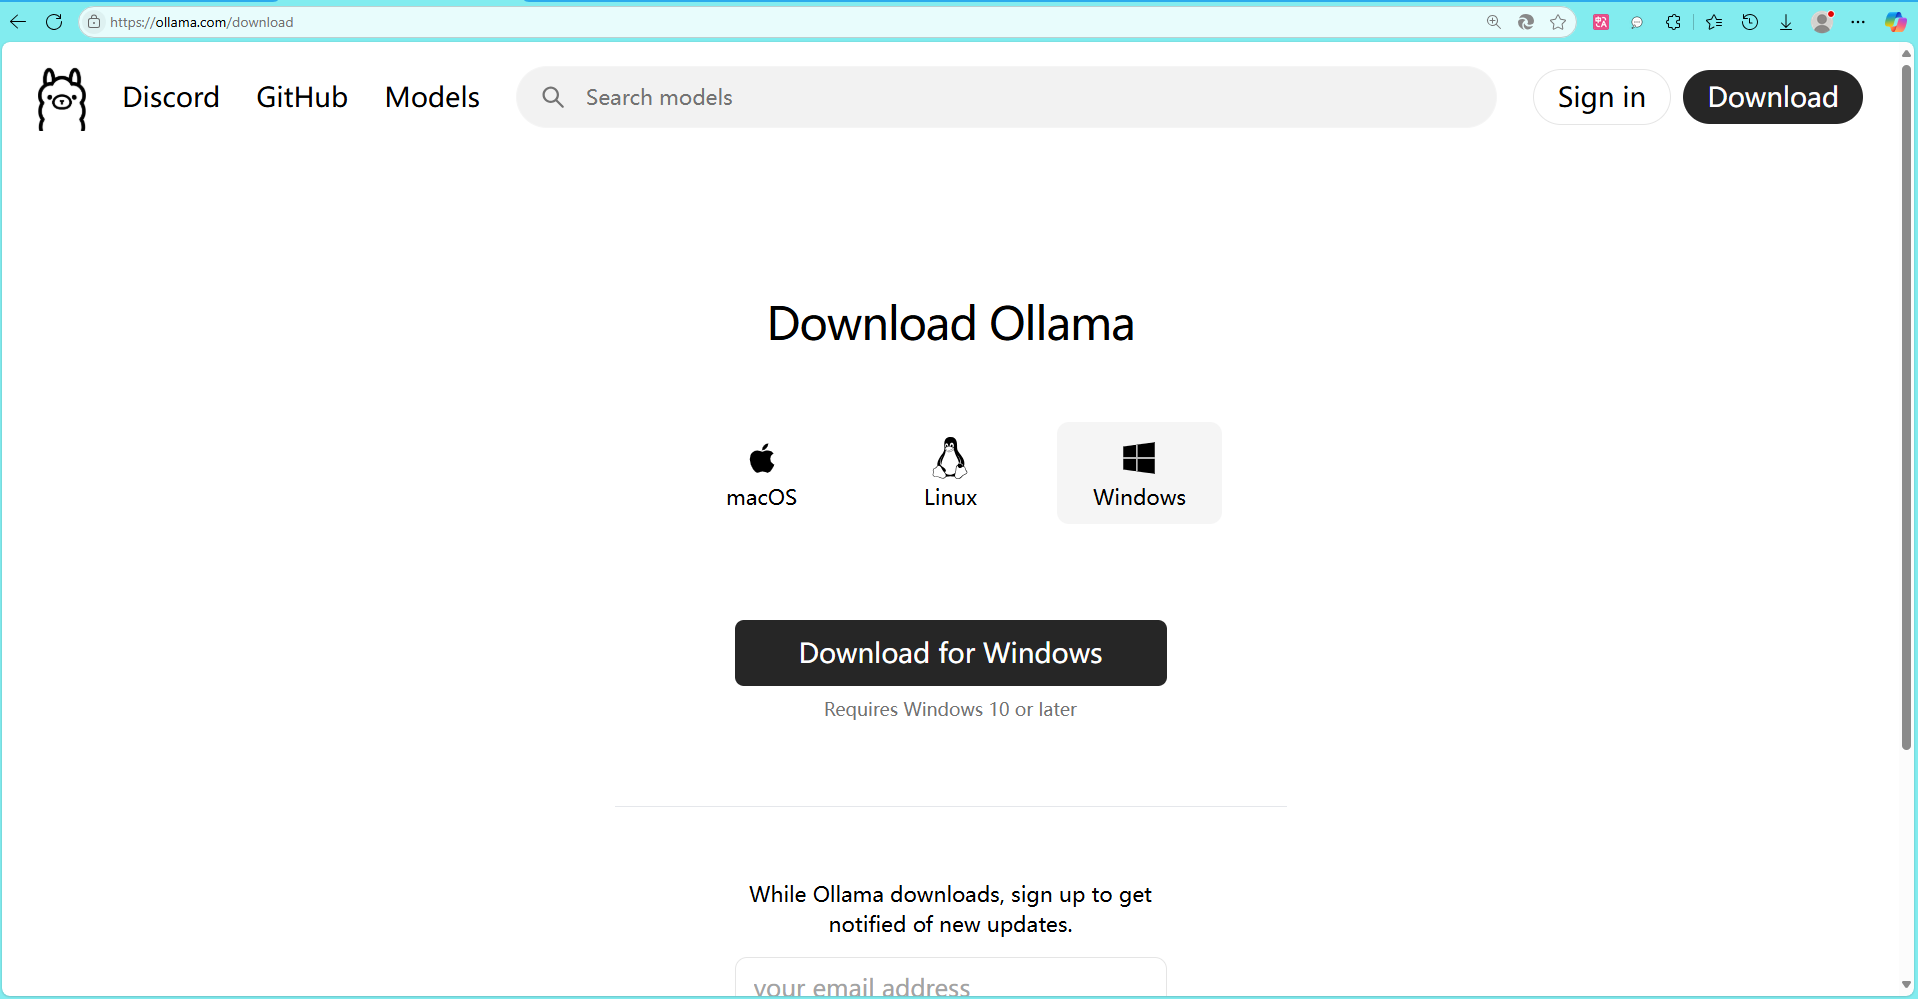 https://ollama.com/download
Discord
GitHub
Models
Search models
Sign in
Download
Download Ollama
macOS
Linux
Windows
Download for Windows
Requires Windows 10 or later
While Ollama downloads, sign up to get
notified of new updates.
your email address